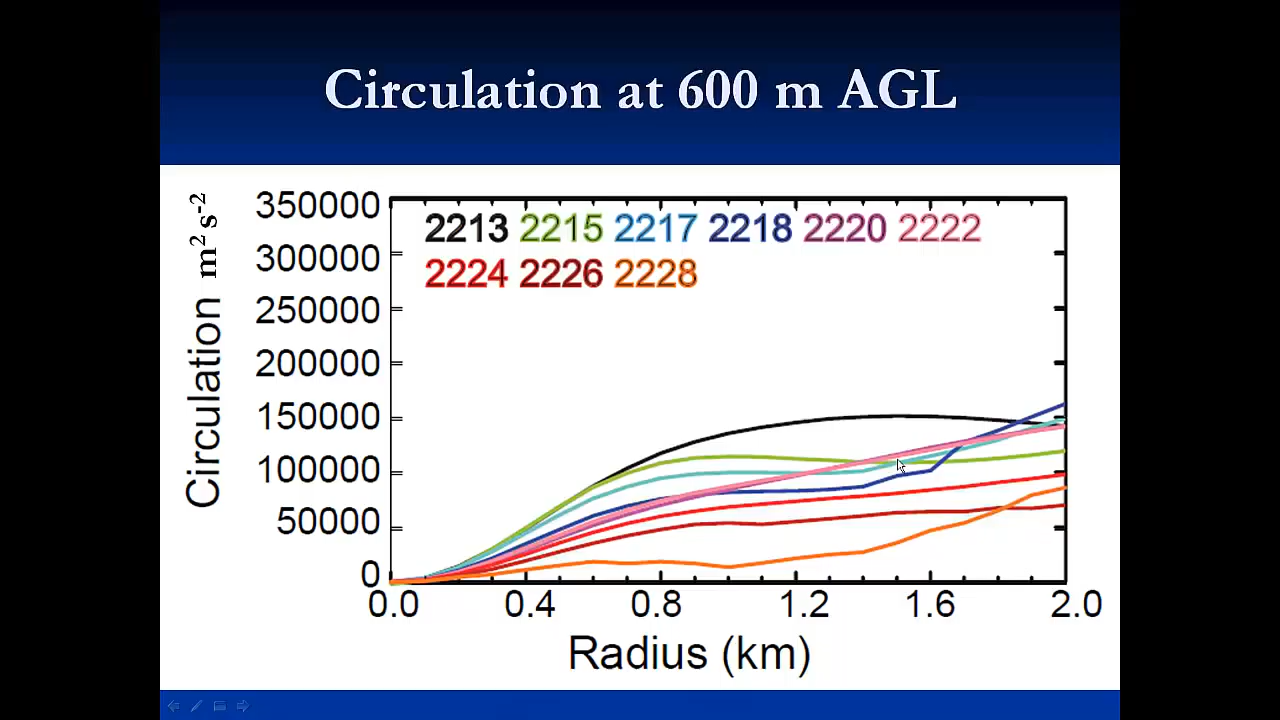 Circulation at 600 m AGL
Circulation m² s⁻²
350000
300000
250000
200000
150000
100000
50000
0
2213 2215 2217 2218 2220 2222
2224 2226 2228
0.0 0.4 0.8 1.2 1.6 2.0
Radius (km)